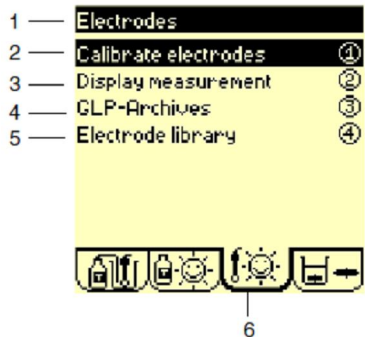 1 Electrodes
2 Calibrate electrodes ①
3 Display measurement ②
4 GLP-Archives ③
5 Electrode library ④
6